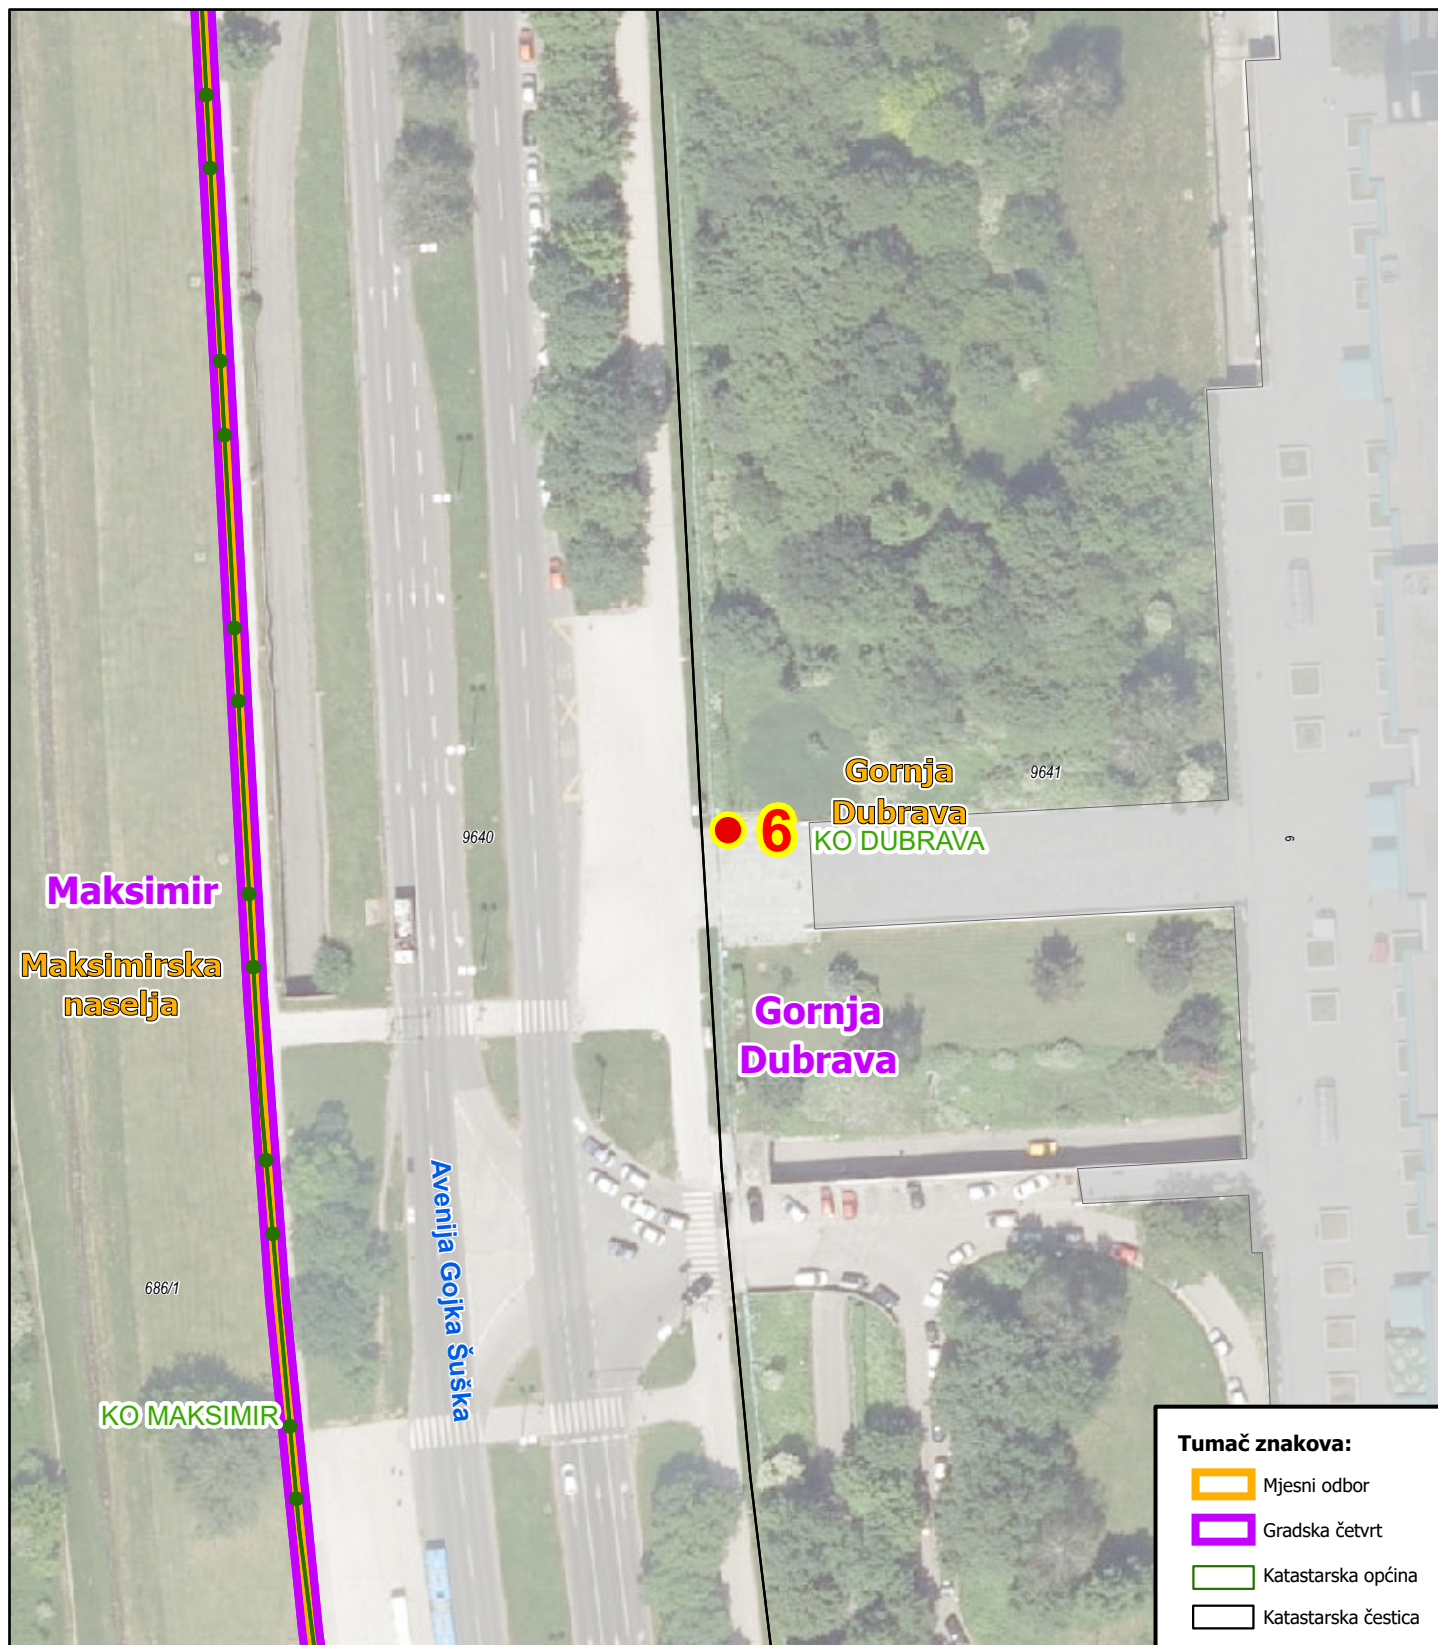 Gornja
Dubrava
9641
6
KO DUBRAVA
9640
9
Maksimir
Maksimirska
naselja
Gornja
Dubrava
Avenija Gojka Šuška
686/1
KO MAKSIMIR
Tumač znakova:
Mjesni odbor
Gradska četvrt
Katastarska općina
Katastarska čestica